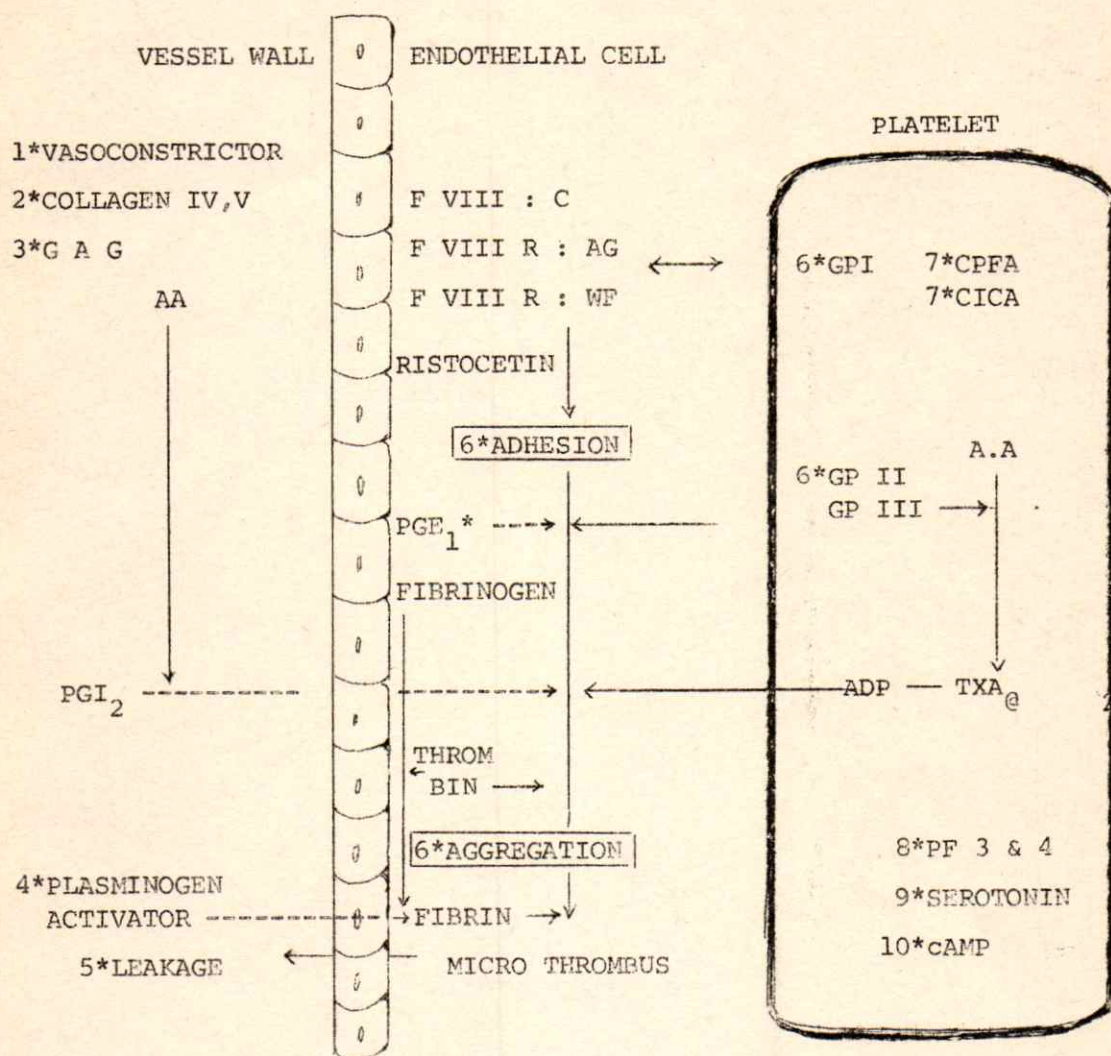 VESSEL WALL ENDOTHELIAL CELL
PLATELET
1*VASOCONSTRICTOR
2*COLLAGEN IV,V F VIII : C
3*G A G F VIII R : AG 6*GPI 7*CPFA
AA F VIII R : WF 7*CICA
RISTOCETIN
6*ADHESION
A.A
6*GP II
GP III
PGE1*
FIBRINOGEN
PGI2 ADP — TXA@
THROM
BIN
6*AGGREGATION
8*PF 3 & 4
4*PLASMINOGEN
9*SEROTONIN
ACTIVATOR FIBRIN
10*cAMP
5*LEAKAGE MICRO THROMBUS